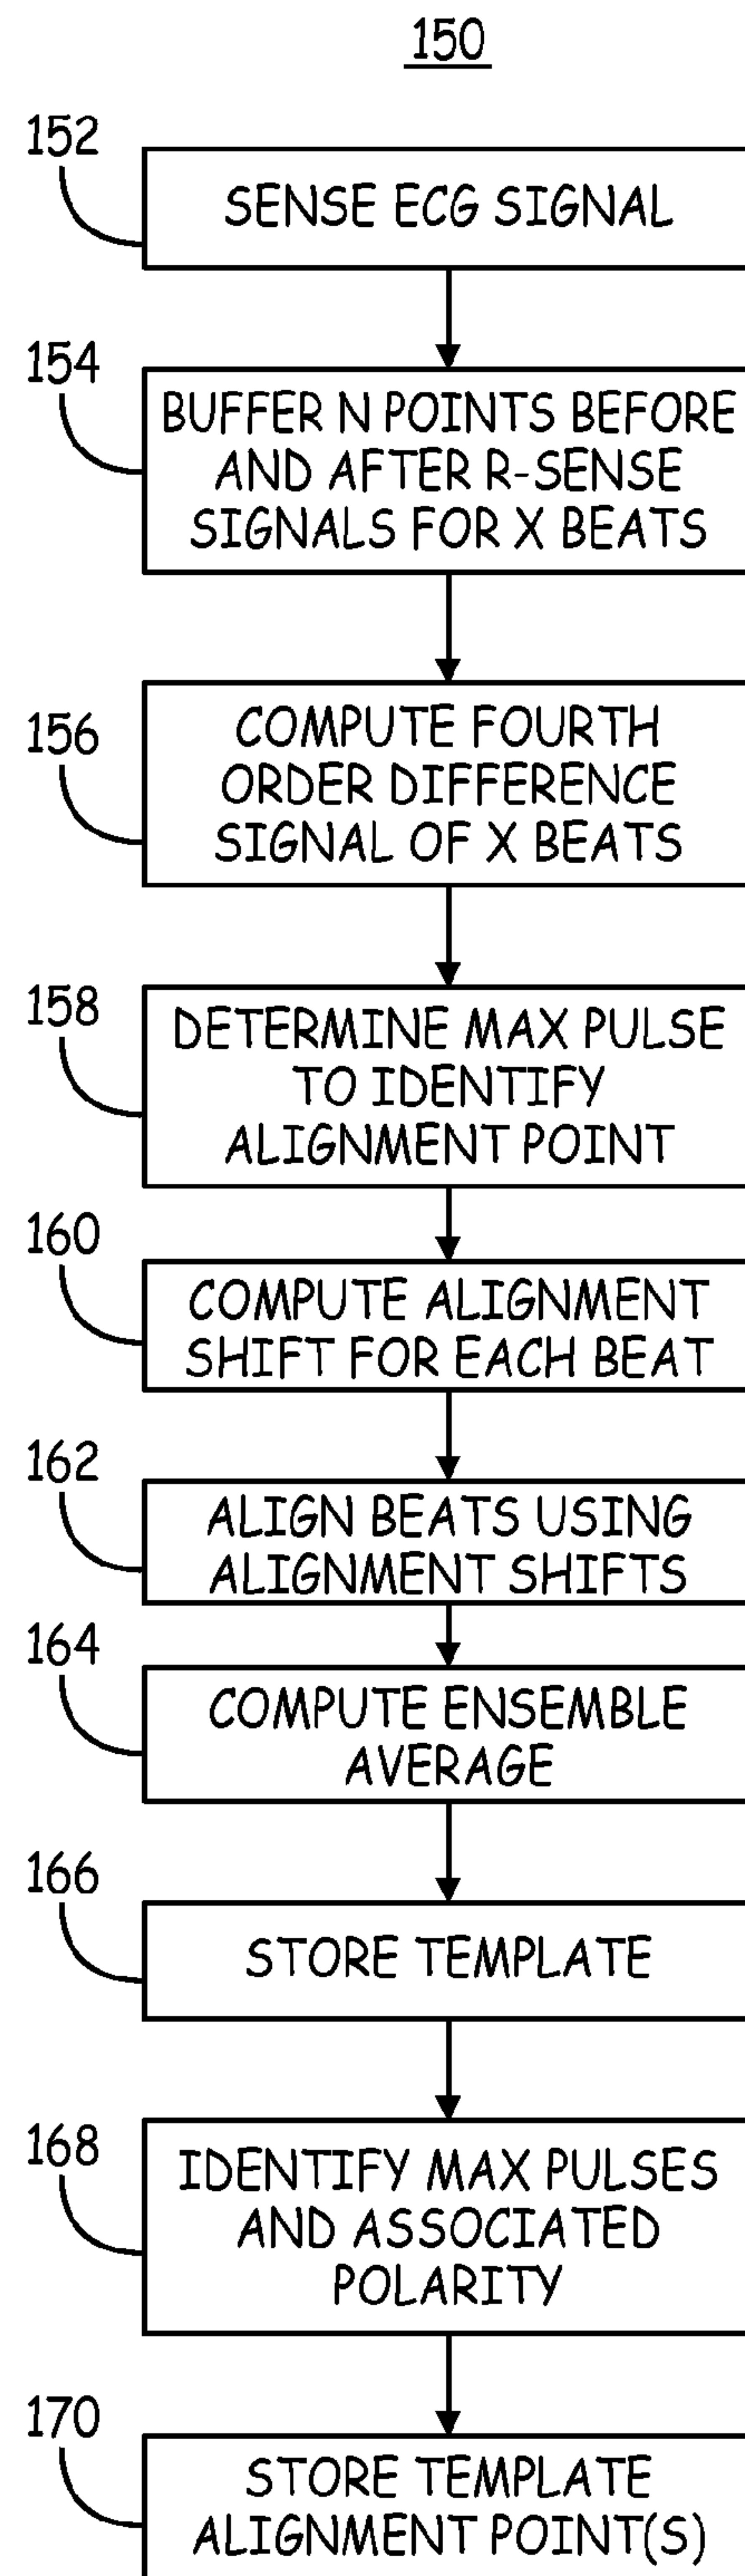 150
152
SENSE ECG SIGNAL
154
BUFFER N POINTS BEFORE
AND AFTER R-SENSE
SIGNALS FOR X BEATS
156
COMPUTE FOURTH
ORDER DIFFERENCE
SIGNAL OF X BEATS
158
DETERMINE MAX PULSE
TO IDENTIFY
ALIGNMENT POINT
160
COMPUTE ALIGNMENT
SHIFT FOR EACH BEAT
162
ALIGN BEATS USING
ALIGNMENT SHIFTS
164
COMPUTE ENSEMBLE
AVERAGE
166
STORE TEMPLATE
168
IDENTIFY MAX PULSES
AND ASSOCIATED
POLARITY
170
STORE TEMPLATE
ALIGNMENT POINT(S)